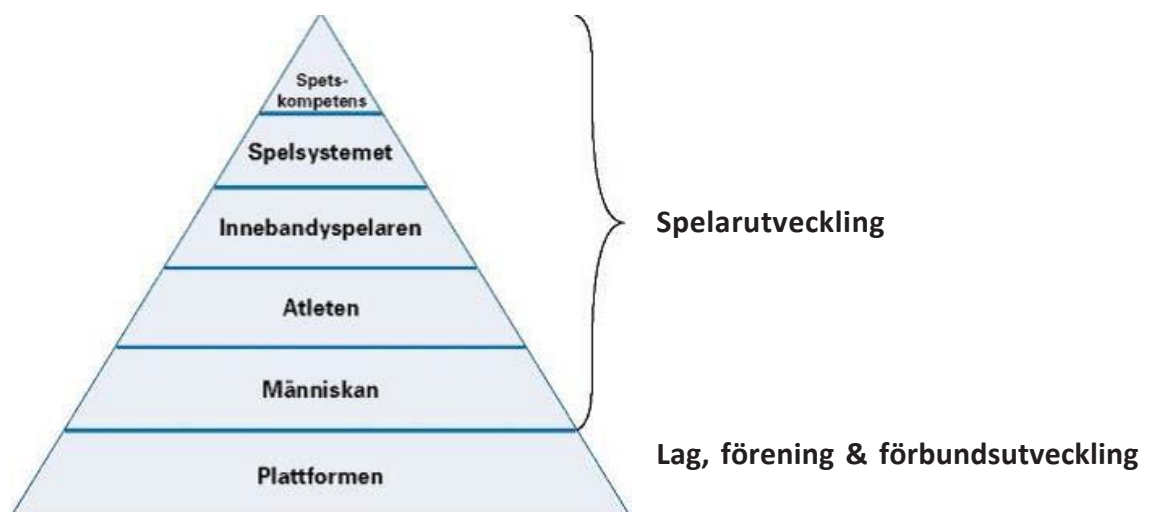 Spets-
kompetens
Spelsystemet
Innebandyspelaren
Atleten
Människan
Plattformen
Spelarutveckling
Lag, förening & förbundsutveckling